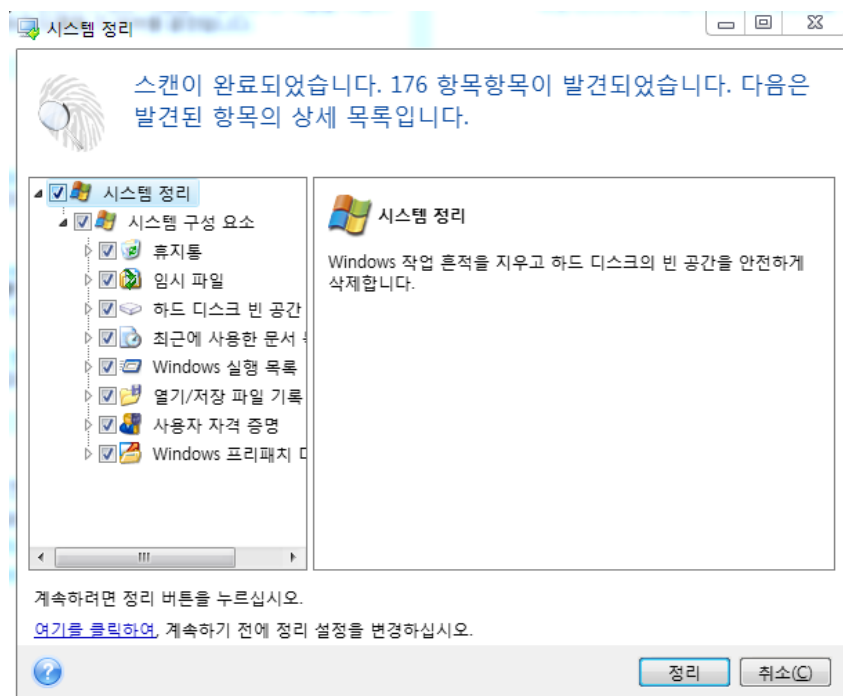 시스템 정리
스캔이 완료되었습니다. 176 항목항목이 발견되었습니다. 다음은
발견된 항목의 상세 목록입니다.
시스템 정리
시스템 구성 요소
휴지통
임시 파일
하드 디스크 빈 공간
최근에 사용한 문서
Windows 실행 목록
열기/저장 파일 기록
사용자 자격 증명
Windows 프리패치
시스템 정리
Windows 작업 흔적을 지우고 하드 디스크의 빈 공간을 안전하게
삭제합니다.
계속하려면 정리 버튼을 누르십시오.
여기를 클릭하여, 계속하기 전에 정리 설정을 변경하십시오.
정리
취소(C)